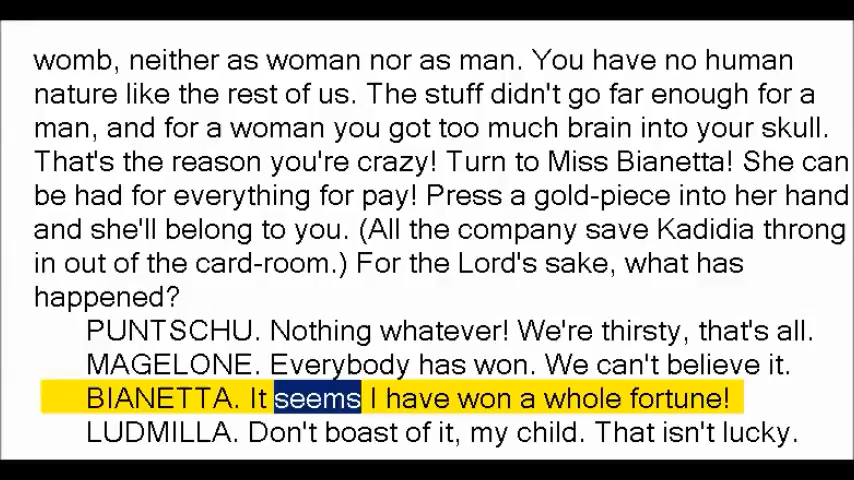 womb, neither as woman nor as man. You have no human
nature like the rest of us. The stuff didn't go far enough for a
man, and for a woman you got too much brain into your skull.
That's the reason you're crazy! Turn to Miss Bianetta! She can
be had for everything for pay! Press a gold-piece into her hand
and she'll belong to you. (All the company save Kadidia throng
in out of the card-room.) For the Lord's sake, what has
happened?
PUNTSCHU. Nothing whatever! We're thirsty, that's all.
MAGELONE. Everybody has won. We can't believe it.
BIANETTA. It seems I have won a whole fortune!
LUDMILLA. Don't boast of it, my child. That isn't lucky.